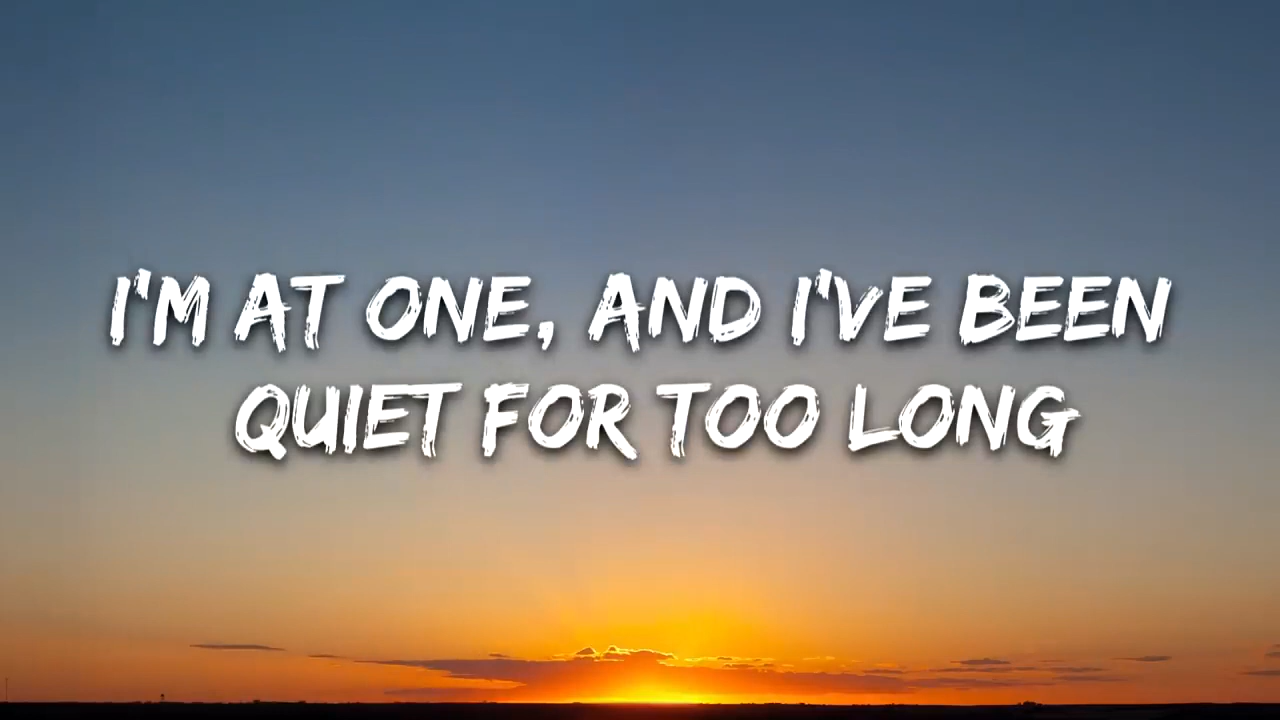 I'M AT ONE, AND I'VE BEEN
QUIET FOR TOO LONG